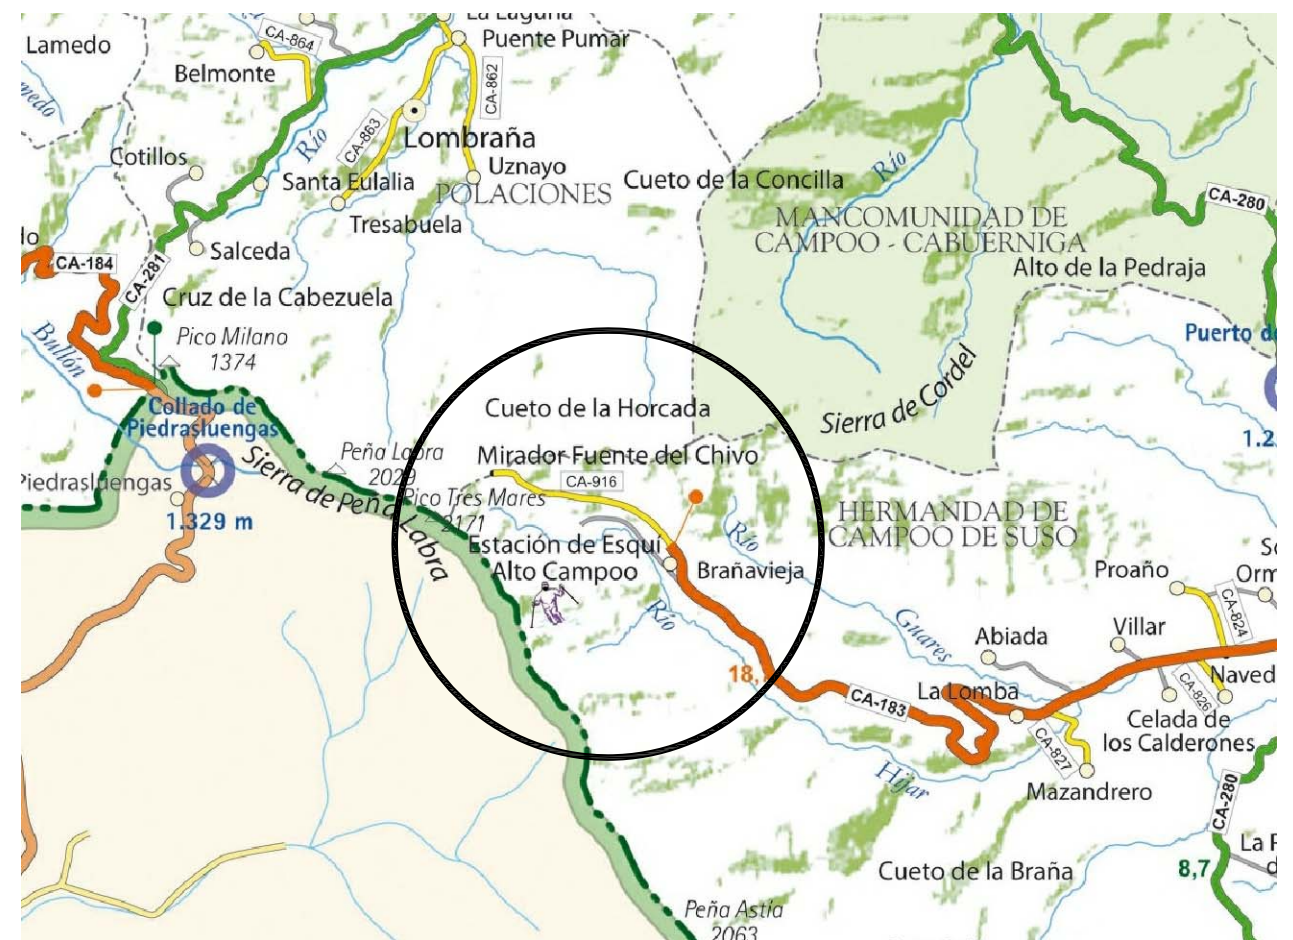 La Laguna
Lamedo
CA-864
Puente Pumar
Belmonte
CA-862
CA-863
Río
Lombraña
Cotillos
Uznayo
Santa Eulalia
POLACIONES
Cueto de la Concilla
Río
CA-280
Tresabuela
MANCOMUNIDAD DE
CAMPOO - CABUÉRNIGA
Salceda
CA-184
CA-281
Alto de la Pedraja
Cruz de la Cabezuela
Bullón
Pico Milano
1374
Puerto de
Sierra de Cordel
Collado de
Piedrasluengas
Cueto de la Horcada
Peña Labra
2029
Mirador Fuente del Chivo
CA-916
Piedrasluengas
1.329 m
Sierra de Peña Labra
Pico Tres Mares
2171
HERMANDAD DE
CAMPOO DE SUSO
Río
Estación de Esquí
Alto Campoo
Brañavieja
Proaño
Río
CA-824
Guares
Abiada
Villar
18,
La Lomba
CA-183
CA-826
Celada de
los Calderones
CA-827
Híjar
Mazandrero
CA-280
Cueto de la Braña
8,7
Peña Astía
2063